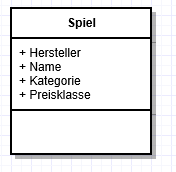 Spiel
+ Hersteller
+ Name
+ Kategorie
+ Preisklasse